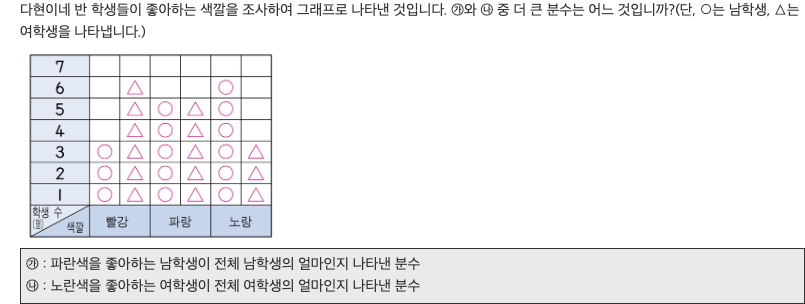 다현이네 반 학생들이 좋아하는 색깔을 조사하여 그래프로 나타낸 것입니다. ㉮와 ㉯ 중 더 큰 분수는 어느 것입니까?(단, ○는 남학생, △는
여학생을 나타냅니다.)
7
6
5
4
3
2
1
학생 수
(명)
색깔
빨강 파랑 노랑
㉮ : 파란색을 좋아하는 남학생이 전체 남학생의 얼마인지 나타낸 분수
㉯ : 노란색을 좋아하는 여학생이 전체 여학생의 얼마인지 나타낸 분수